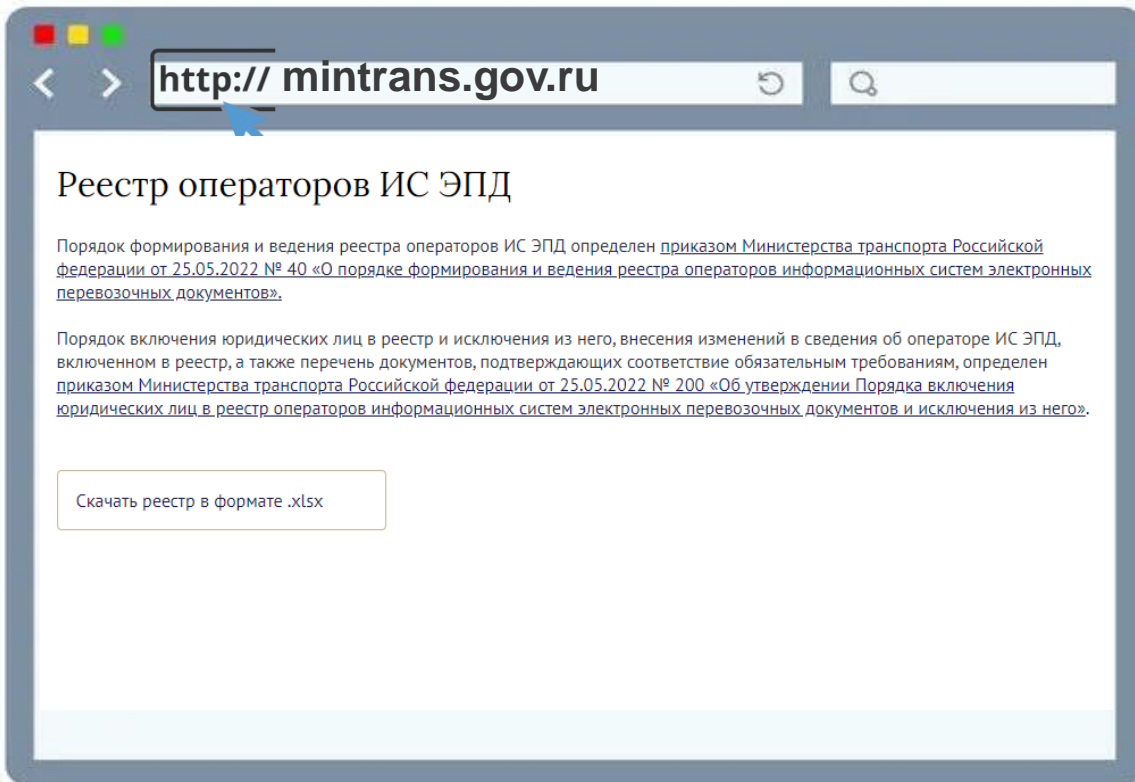 http:// mintrans.gov.ru
Реестр операторов ИС ЭПД
Порядок формирования и ведения реестра операторов ИС ЭПД определен приказом Министерства транспорта Российской
федерации от 25.05.2022 № 40 «О порядке формирования и ведения реестра операторов информационных систем электронных
перевозочных документов».
Порядок включения юридических лиц в реестр и исключения из него, внесения изменений в сведения об операторе ИС ЭПД,
включенном в реестр, а также перечень документов, подтверждающих соответствие обязательным требованиям, определен
приказом Министерства транспорта Российской федерации от 25.05.2022 № 200 «Об утверждении Порядка включения
юридических лиц в реестр операторов информационных систем электронных перевозочных документов и исключения из него».
Скачать реестр в формате .xlsx